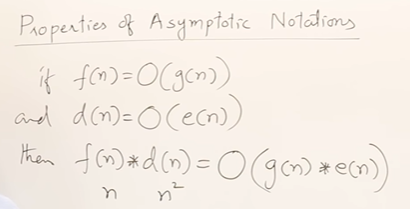 Properties of Asymptotic Notations
if f(n)=O(g(n))
and d(n)=O(e(n))
then f(n)*d(n)=O(g(n)*e(n))
n n²